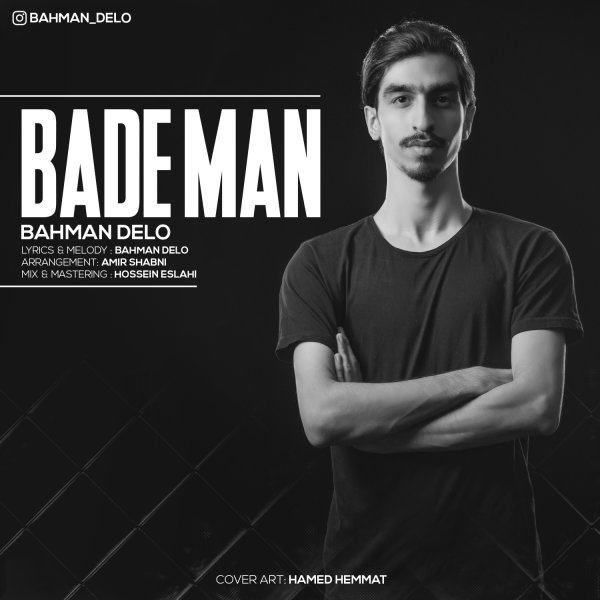 BAHMAN_DELO
BADE MAN
BAHMAN DELO
LYRICS & MELODY : BAHMAN DELO
ARRANGEMENT: AMIR SHABNI
MIX & MASTERING : HOSSEIN ESLAHI
COVER ART: HAMED HEMMAT